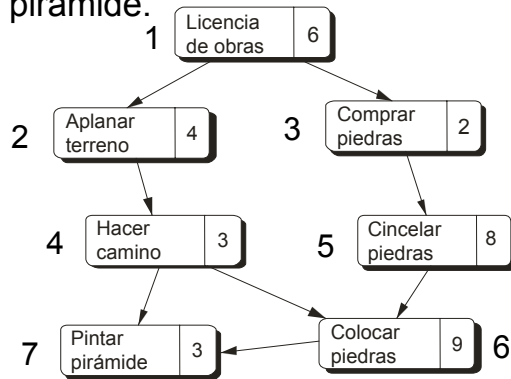 pirámide.
1
Licencia
de obras
6
2
Aplanar
terreno
4
3
Comprar
piedras
2
4
Hacer
camino
3
5
Cincelar
piedras
8
7
Pintar
pirámide
3
Colocar
piedras
9
6